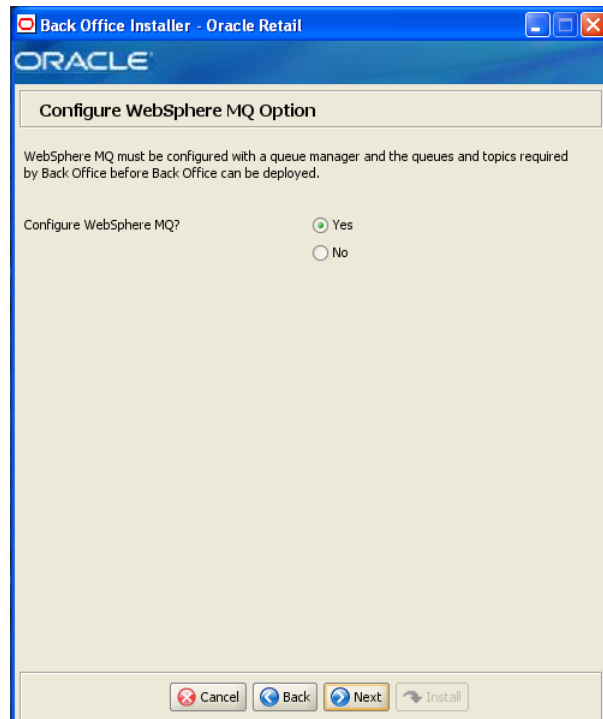 Back Office Installer - Oracle Retail
ORACLE
Configure WebSphere MQ Option
WebSphere MQ must be configured with a queue manager and the queues and topics required
by Back Office before Back Office can be deployed.
Configure WebSphere MQ?
Yes
No
Cancel
Back
Next
Install